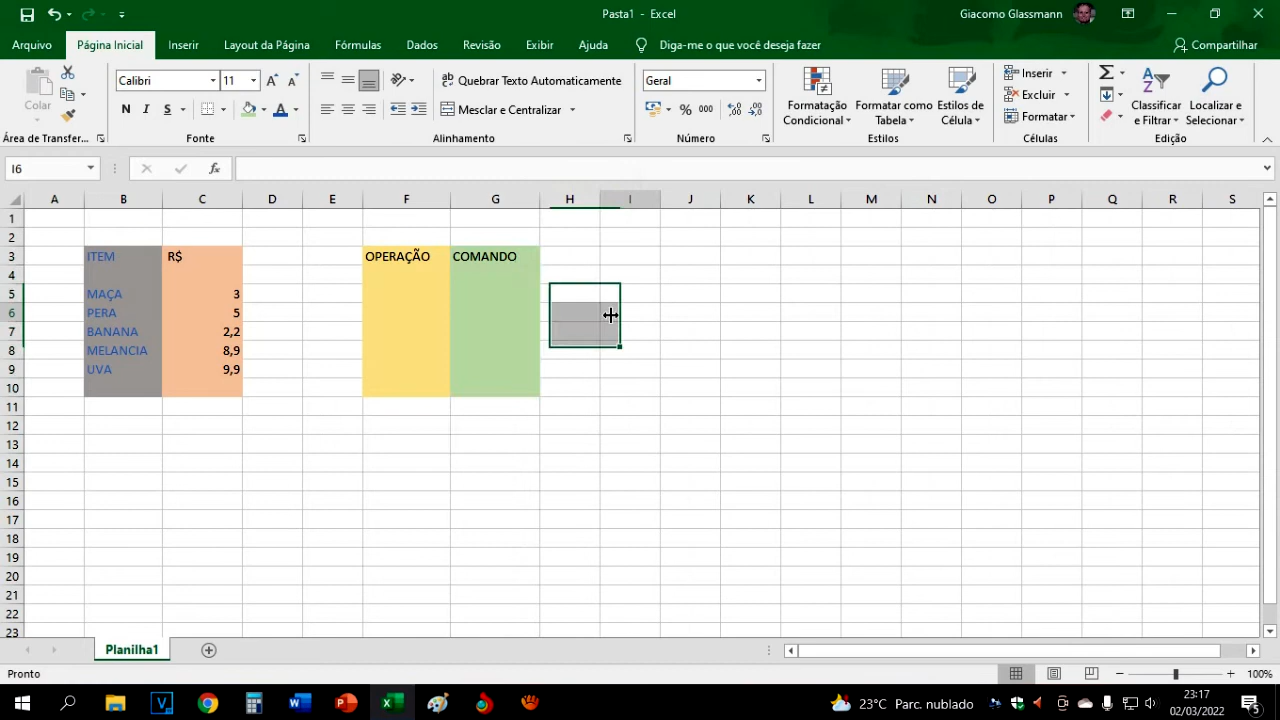 Pasta1 - Excel
Giacomo Glassmann
Arquivo Página Inicial Inserir Layout da Página Fórmulas Dados Revisão Exibir Ajuda Diga-me o que você deseja fazer Compartilhar
Colar
Calibri 11
N I S
Quebrar Texto Automaticamente
Mesclar e Centralizar
Geral
% 000
Formatação Condicional
Formatar como Tabela
Estilos de Célula
Inserir
Excluir
Formatar
Classificar e Filtrar
Localizar e Selecionar
Área de Transfer... Fonte Alinhamento Número Estilos Células Edição
I6 fx
A B C D E F G H I J K L M N O P Q R S
1
2
3 ITEM R$ OPERAÇÃO COMANDO
4
5 MAÇA 3
6 PERA 5
7 BANANA 2,2
8 MELANCIA 8,9
9 UVA 9,9
10
11
12
13
14
15
16
17
18
19
20
21
22
23
Planilha1
Pronto 100%
23°C Parc. nublado 23:17
02/03/2022
5